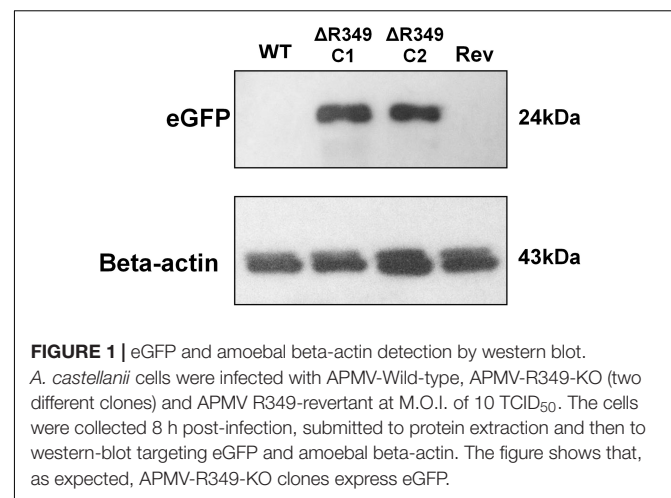 WT ΔR349 C1 ΔR349 C2 Rev
eGFP 24kDa
Beta-actin 43kDa
FIGURE 1 | eGFP and amoebal beta-actin detection by western blot.
A. castellanii cells were infected with APMV-Wild-type, APMV-R349-KO (two
different clones) and APMV R349-revertant at M.O.I. of 10 TCID50. The cells
were collected 8 h post-infection, submitted to protein extraction and then to
western-blot targeting eGFP and amoebal beta-actin. The figure shows that,
as expected, APMV-R349-KO clones express eGFP.